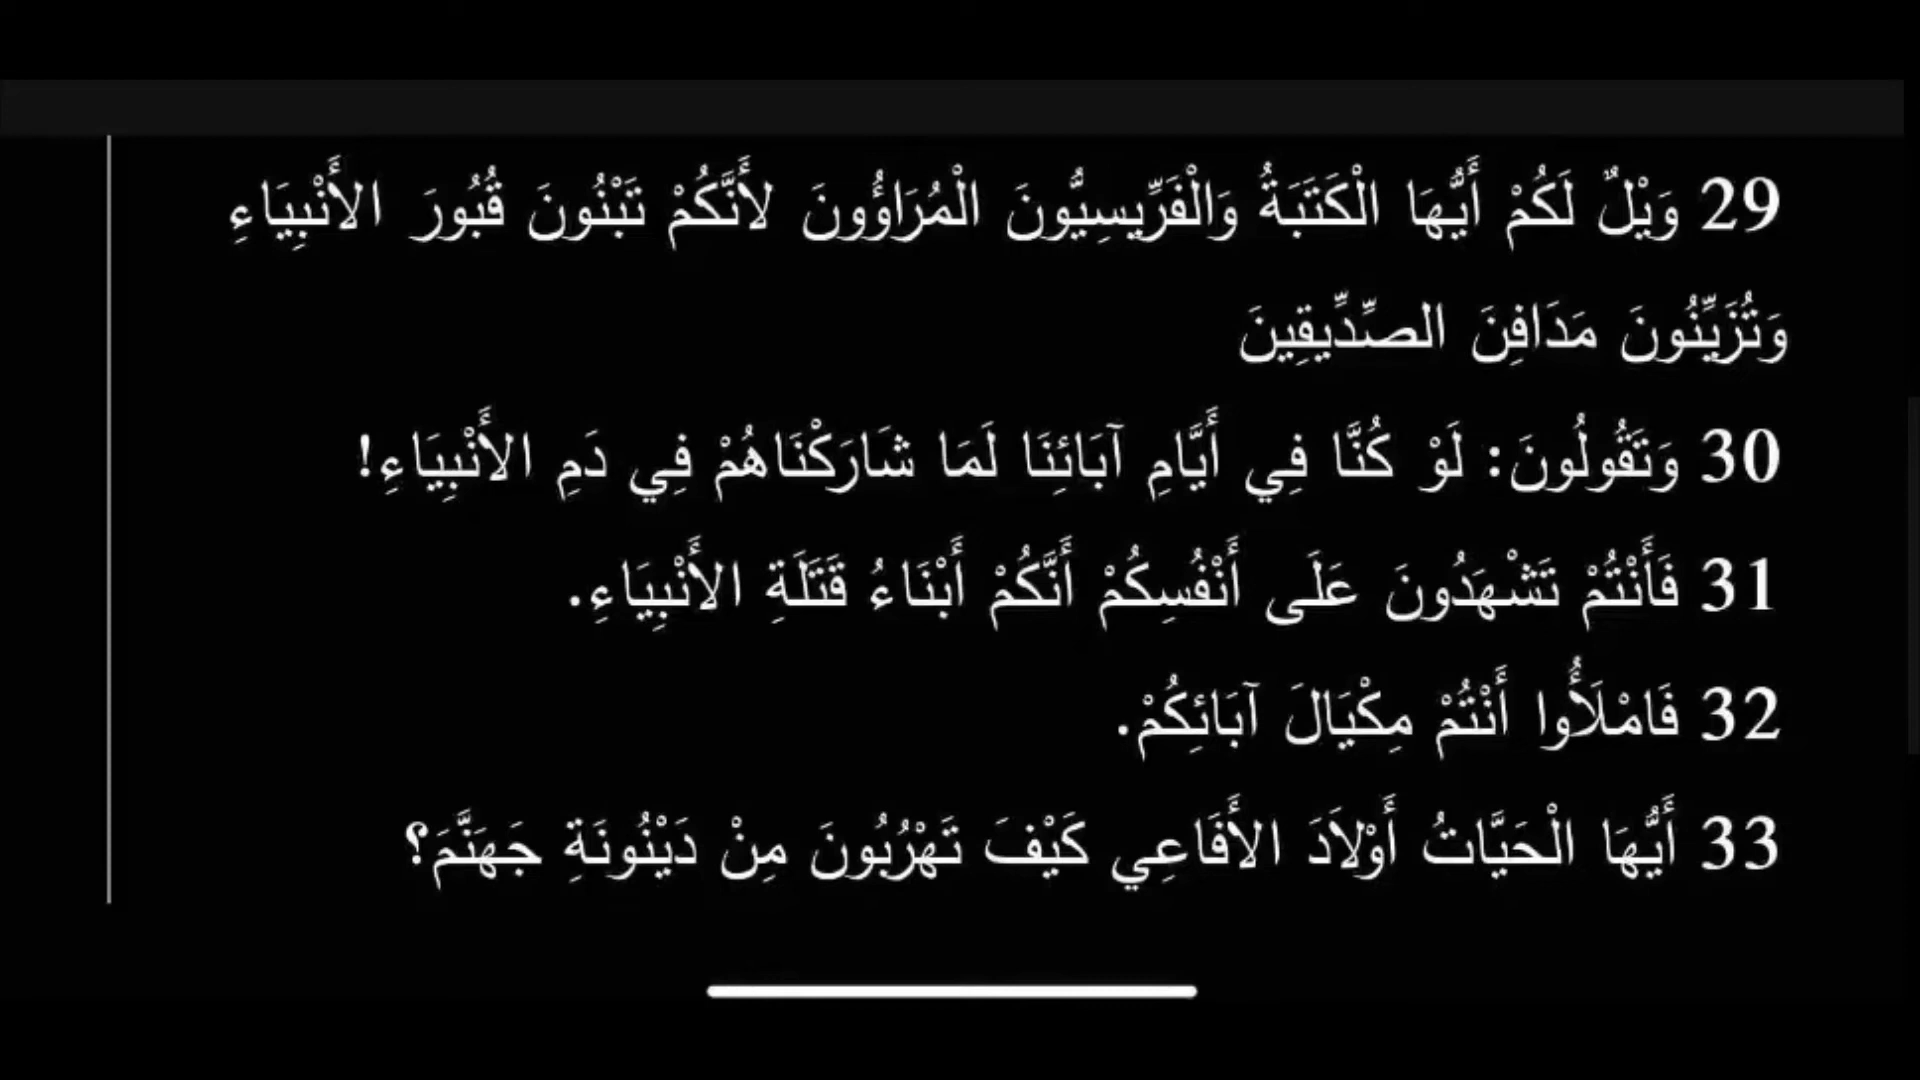 29 وَيْلٌ لَكُمْ أَيُّهَا الْكَتَبَةُ وَالْفَرِّيسِيُّونَ الْمُرَاؤُونَ لأَنَّكُمْ تَبْنُونَ قُبُورَ الأَنْبِيَاءِ
وَتُزَيِّنُونَ مَدَافِنَ الصِّدِّيقِينَ
30 وَتَقُولُونَ: لَوْ كُنَّا فِي أَيَّامِ آبَائِنَا لَمَا شَارَكْنَاهُمْ فِي دَمِ الأَنْبِيَاءِ!
31 فَأَنْتُمْ تَشْهَدُونَ عَلَى أَنْفُسِكُمْ أَنَّكُمْ أَبْنَاءُ قَتَلَةِ الأَنْبِيَاءِ.
32 فَامْلَأُوا أَنْتُمْ مِكْيَالَ آبَائِكُمْ.
33 أَيُّهَا الْحَيَّاتُ أَوْلاَدَ الأَفَاعِي كَيْفَ تَهْرُبُونَ مِنْ دَيْنُونَةِ جَهَنَّمَ؟